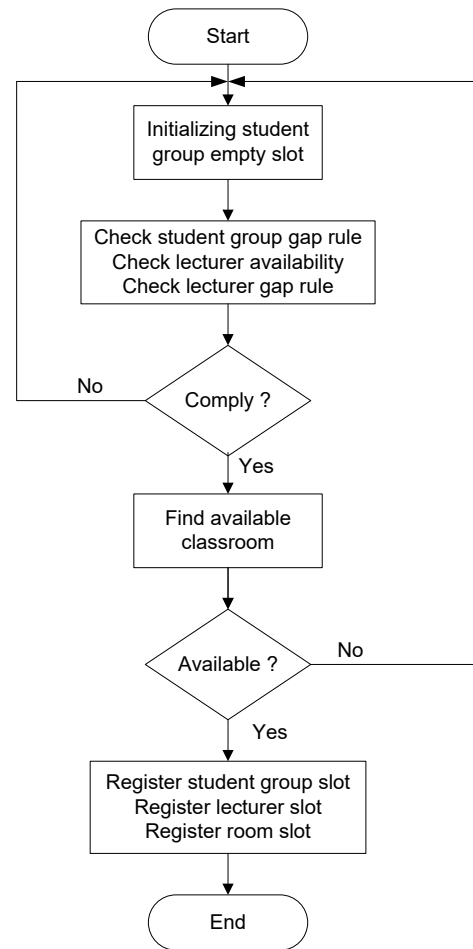 Start
Initializing student
group empty slot
Check student group gap rule
Check lecturer availability
Check lecturer gap rule
No
Comply ?
Yes
Find available
classroom
Available ?
No
Yes
Register student group slot
Register lecturer slot
Register room slot
End